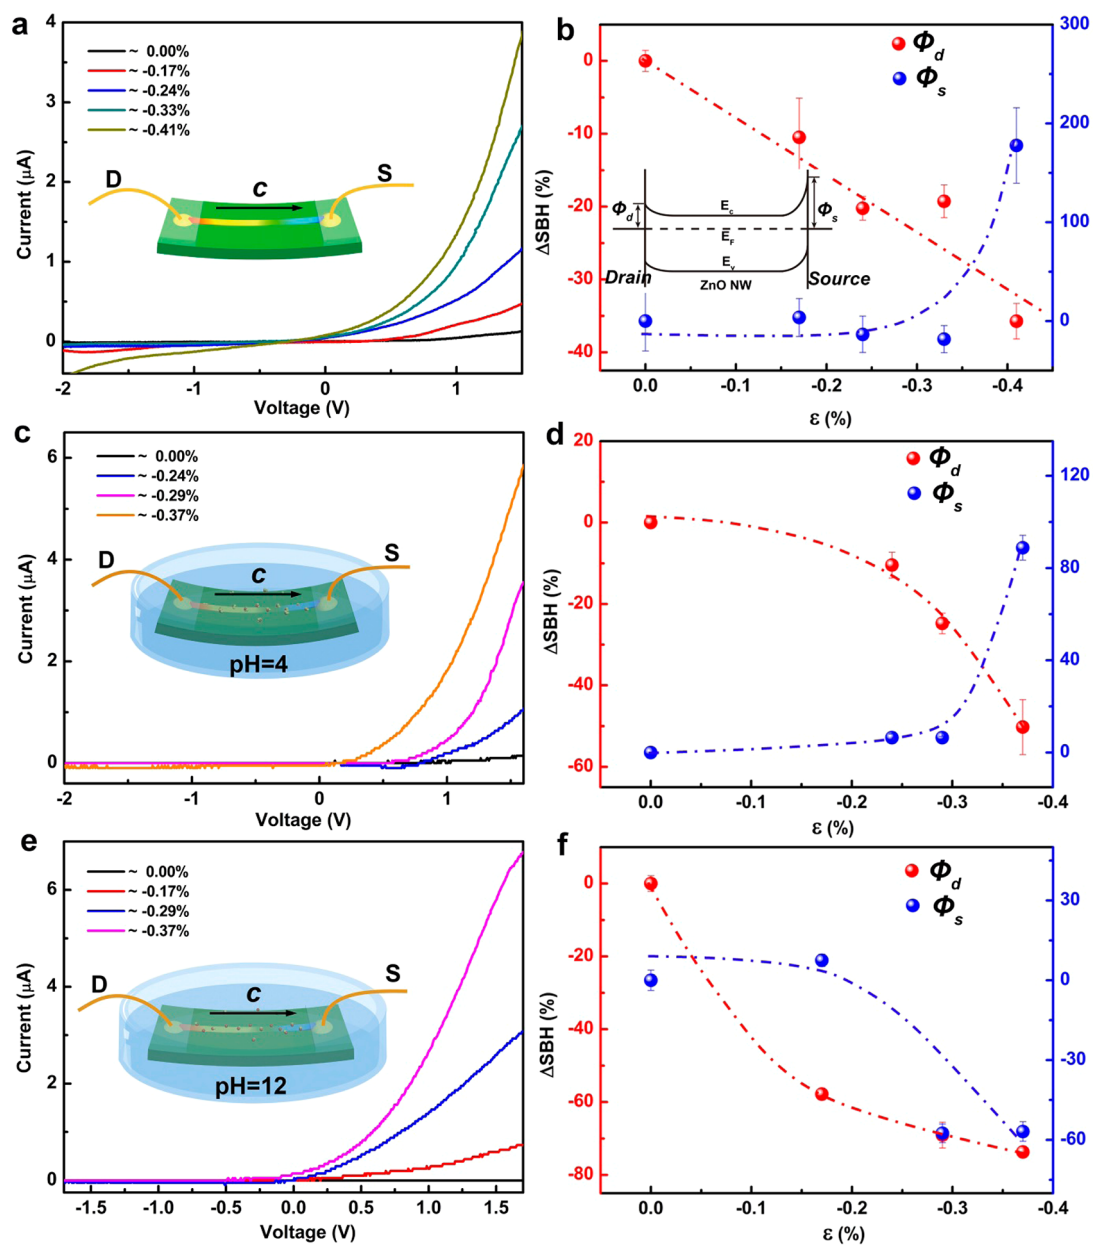 a
4
3
2
1
0
Current (μA)
~ 0.00%
~ -0.17%
~ -0.24%
~ -0.33%
~ -0.41%
D
c
S
-2
-1
0
1
Voltage (V)
b
0
-10
-20
-30
-40
ΔSBH (%)
Φd
Φs
300
200
100
0
Φd
Ec
Φs
EF
Ev
Drain
Source
ZnO NW
0.0
-0.1
-0.2
-0.3
-0.4
ε (%)
c
6
4
2
0
Current (μA)
~ 0.00%
~ -0.24%
~ -0.29%
~ -0.37%
D
c
S
pH=4
-2
-1
0
1
Voltage (V)
d
20
0
-20
-40
-60
ΔSBH (%)
Φd
Φs
120
80
40
0
0.0
-0.1
-0.2
-0.3
-0.4
ε (%)
e
6
4
2
0
Current (μA)
~ 0.00%
~ -0.17%
~ -0.29%
~ -0.37%
D
c
S
pH=12
-1.5
-1.0
-0.5
0.0
0.5
1.0
1.5
Voltage (V)
f
0
-20
-40
-60
-80
ΔSBH (%)
Φd
Φs
30
0
-30
-60
0.0
-0.1
-0.2
-0.3
-0.4
ε (%)